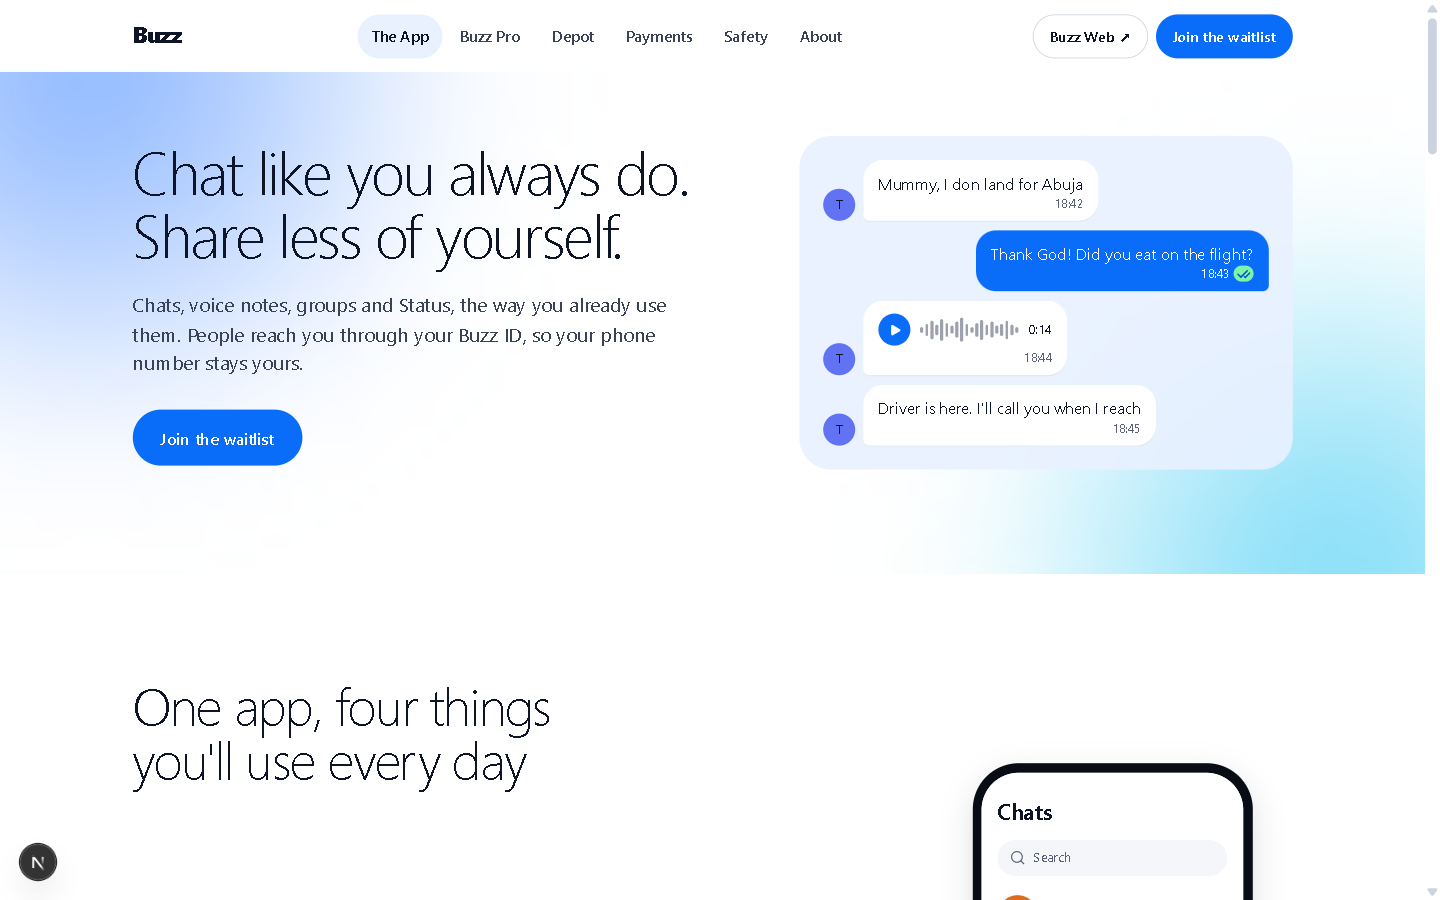 Buzz
The App
Buzz Pro
Depot
Payments
Safety
About
Buzz Web ↗
Join the waitlist
Chat like you always do.
Share less of yourself.
Chats, voice notes, groups and Status, the way you already use
them. People reach you through your Buzz ID, so your phone
number stays yours.
Join the waitlist
Mummy, I don land for Abuja
18:42
T
Thank God! Did you eat on the flight?
18:43
0:14
18:44
T
Driver is here. I'll call you when I reach
18:45
T
One app, four things
you'll use every day
Chats
Search
N